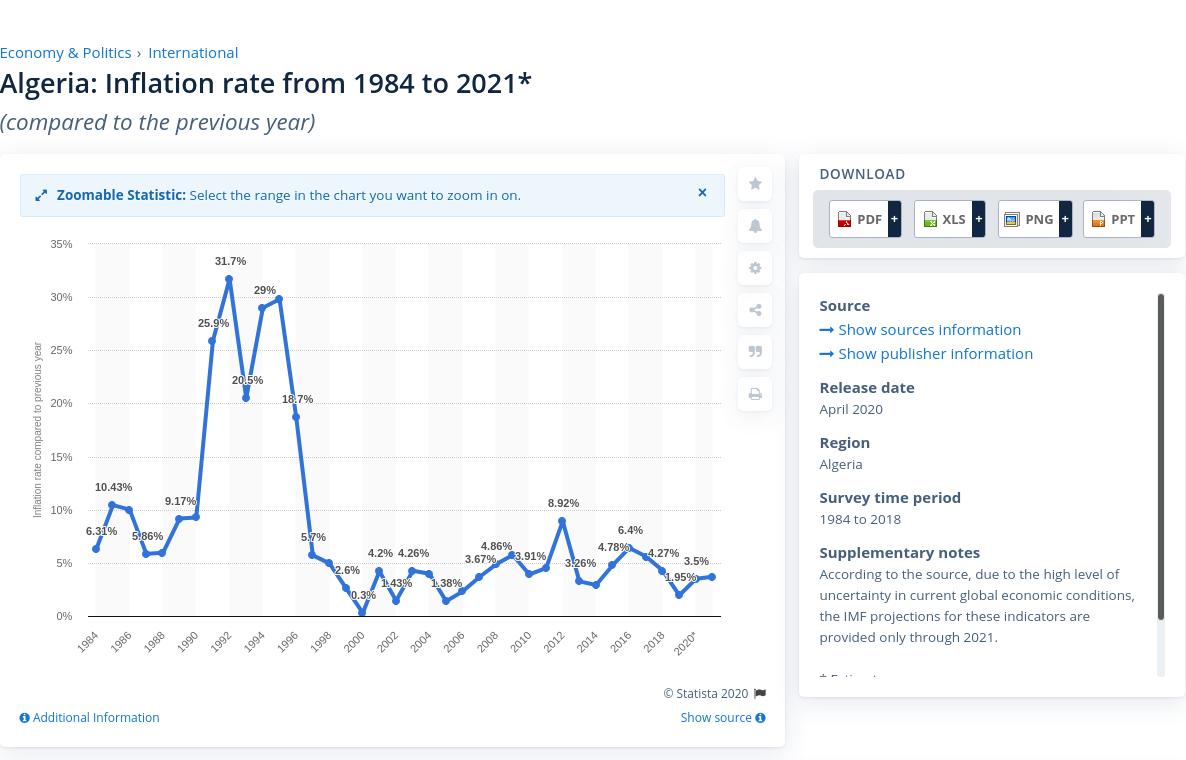 Economy & Politics › International
Algeria: Inflation rate from 1984 to 2021*
(compared to the previous year)
Zoomable Statistic: Select the range in the chart you want to zoom in on. ×
35%
30%
25%
20%
15%
10%
5%
0%
Inflation rate compared to previous year
6.31%
10.43%
5.86%
9.17%
25.9%
31.7%
20.5%
29%
18.7%
5.7%
2.6%
0.3%
4.2%
1.43%
4.26%
1.38%
3.67%
4.86%
3.91%
8.92%
3.26%
4.78%
6.4%
4.27%
1.95%
3.5%
1984
1986
1988
1990
1992
1994
1996
1998
2000
2002
2004
2006
2008
2010
2012
2014
2016
2018
2020*
© Statista 2020
Additional Information
Show source
DOWNLOAD
PDF +
XLS +
PNG +
PPT +
Source
Show sources information
Show publisher information
Release date
April 2020
Region
Algeria
Survey time period
1984 to 2018
Supplementary notes
According to the source, due to the high level of
uncertainty in current global economic conditions,
the IMF projections for these indicators are
provided only through 2021.